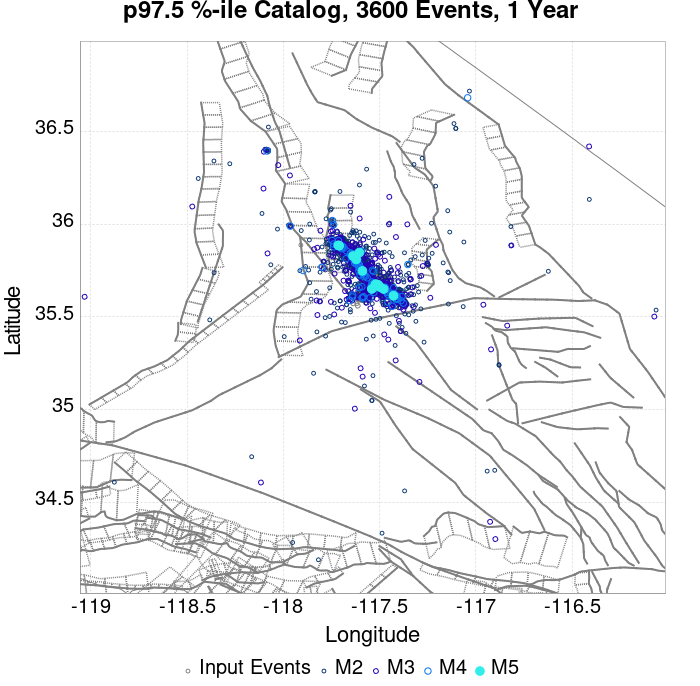 p97.5 %-ile Catalog, 3600 Events, 1 Year
36.5
36
35.5
35
34.5
Latitude
-119 -118.5 -118 -117.5 -117 -116.5
Longitude
Input Events M2 M3 M4 M5